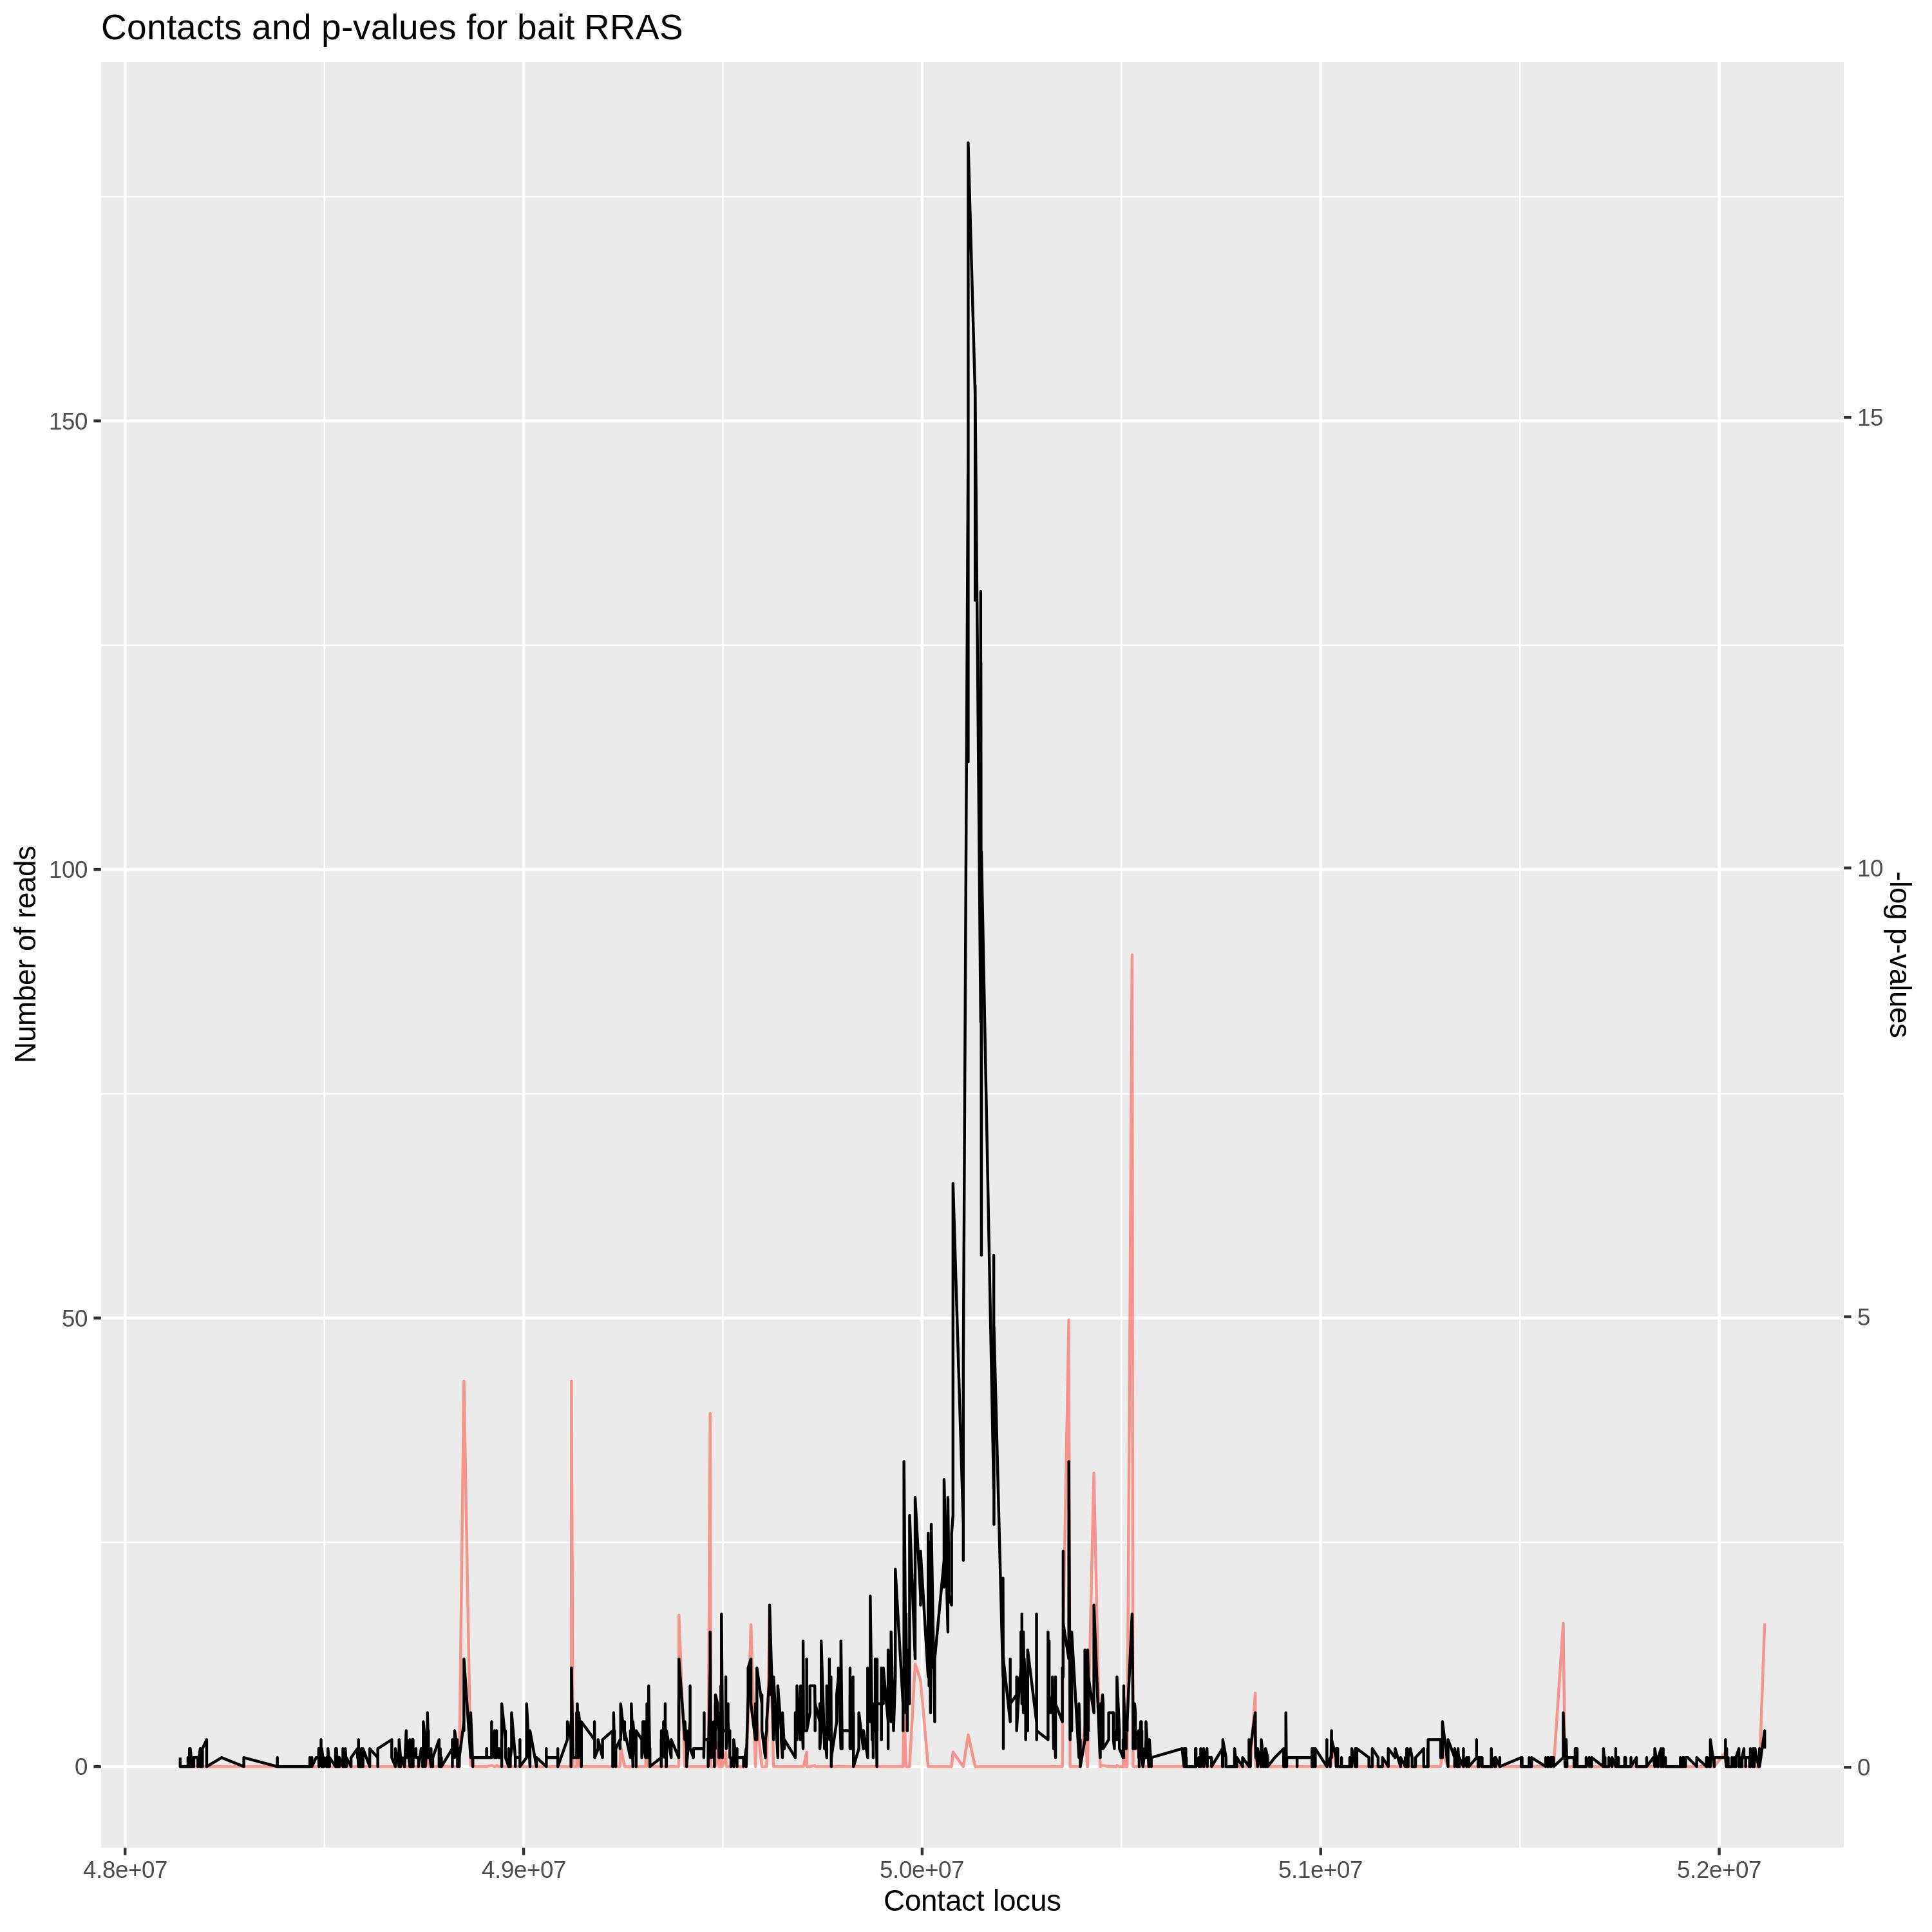 Contacts and p-values for bait RRAS
Number of reads
150
100
50
0
15
10
5
0
-log p-values
4.8e+07
4.9e+07
5.0e+07
5.1e+07
5.2e+07
Contact locus